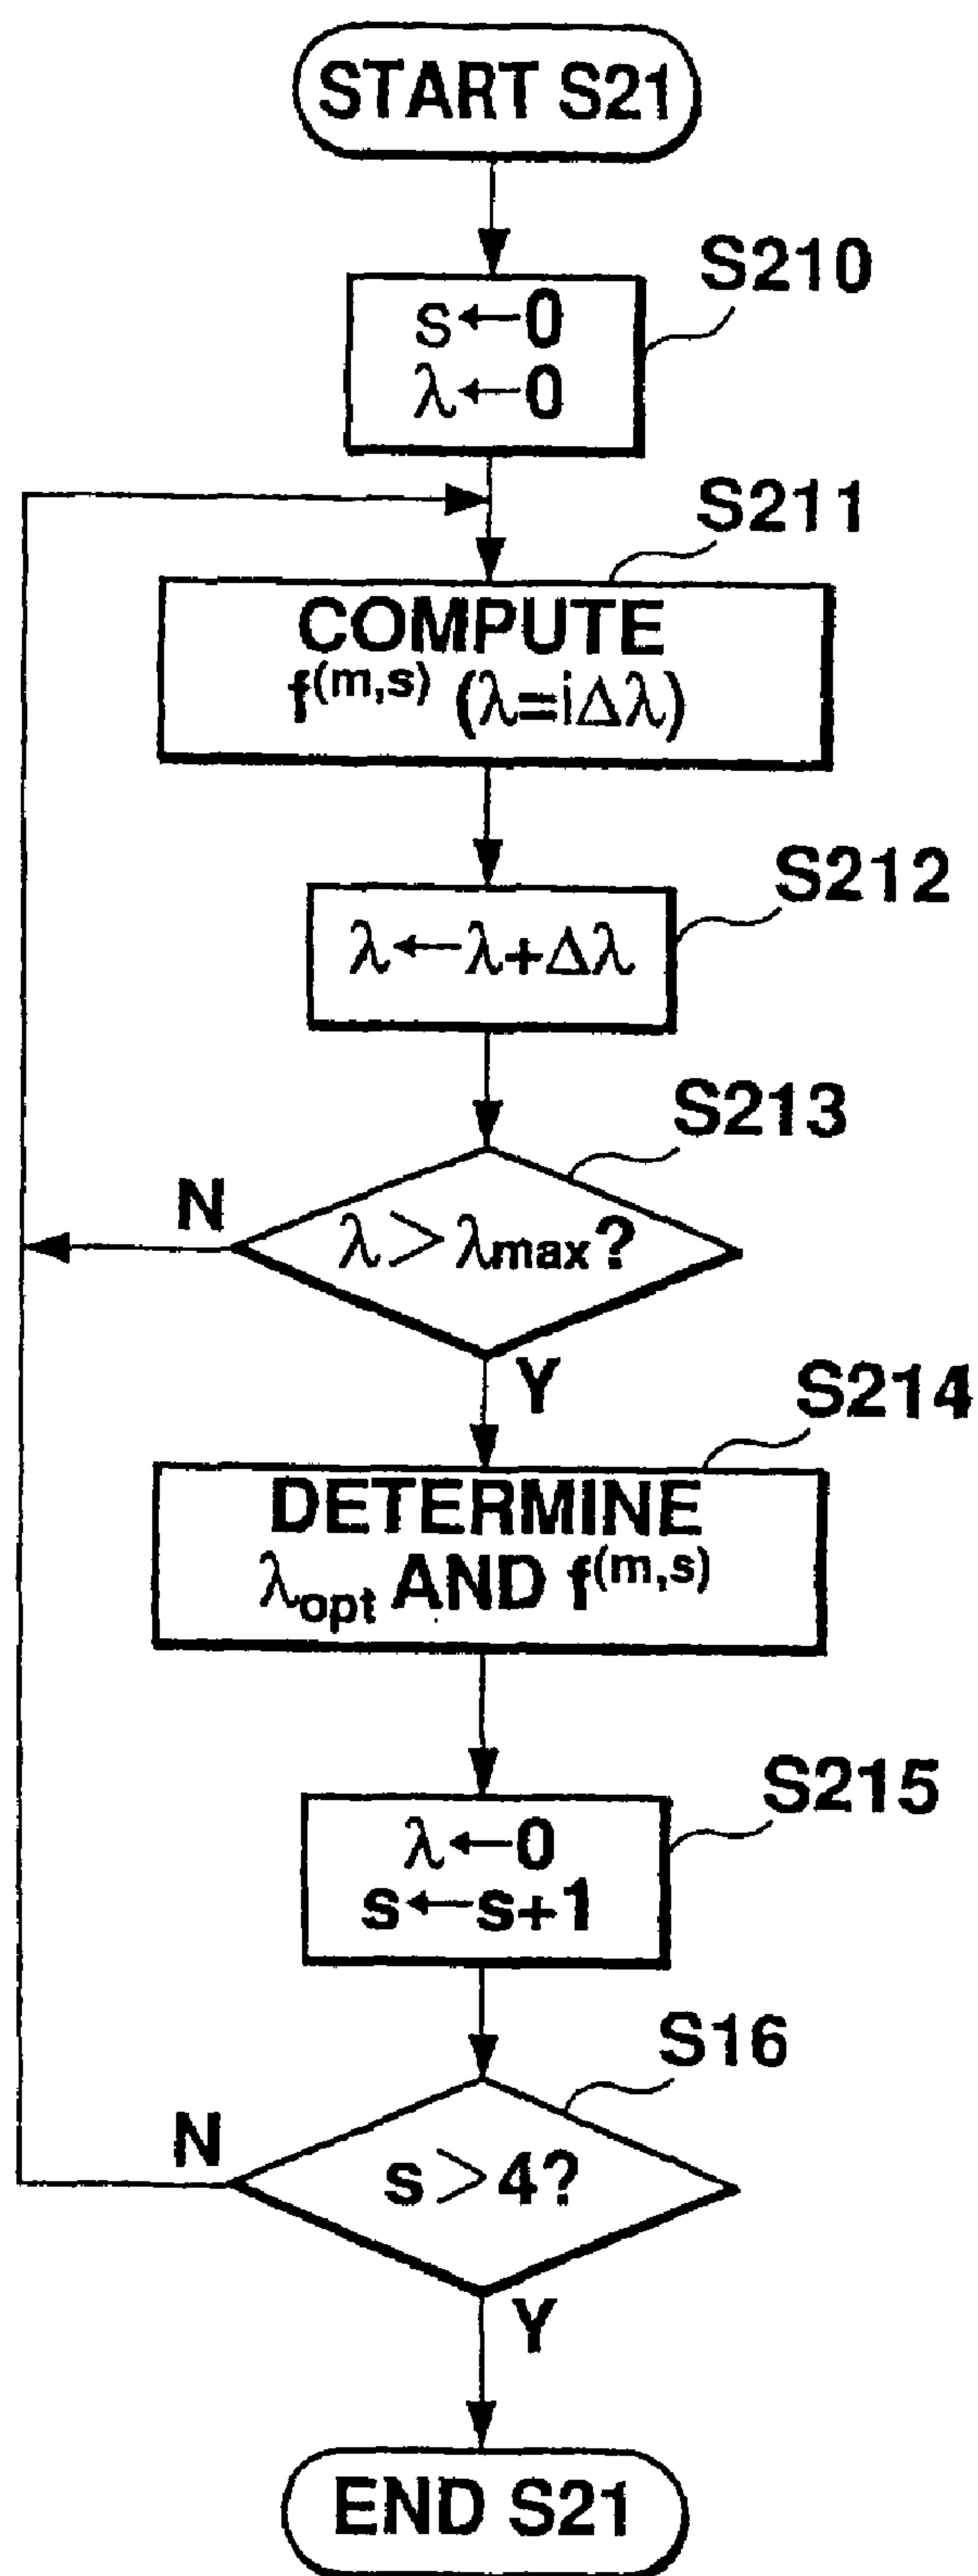 START S21
S210
s←0
λ←0
S211
COMPUTE
f(m,s) (λ=iΔλ)
S212
λ←λ+Δλ
S213
N
λ>λmax?
Y
S214
DETERMINE
λopt AND f(m,s)
S215
λ←0
s←s+1
S16
N
s>4?
Y
END S21